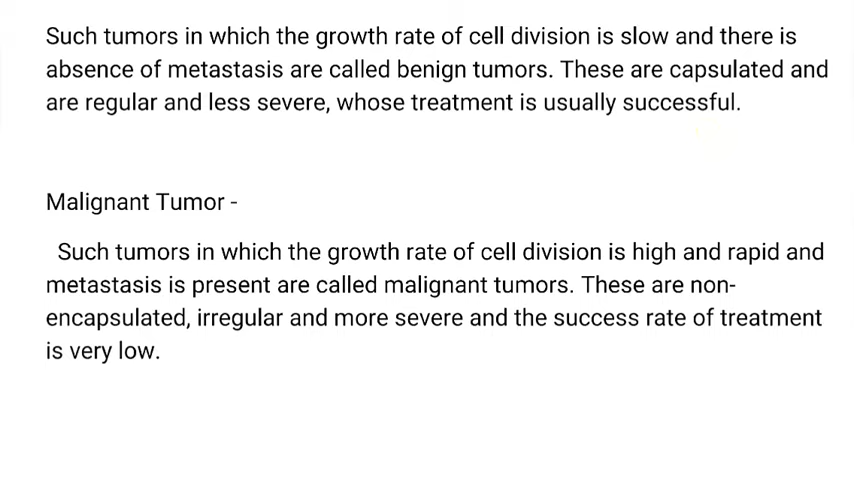 Such tumors in which the growth rate of cell division is slow and there is
absence of metastasis are called benign tumors. These are capsulated and
are regular and less severe, whose treatment is usually successful.
Malignant Tumor -
Such tumors in which the growth rate of cell division is high and rapid and
metastasis is present are called malignant tumors. These are non-
encapsulated, irregular and more severe and the success rate of treatment
is very low.